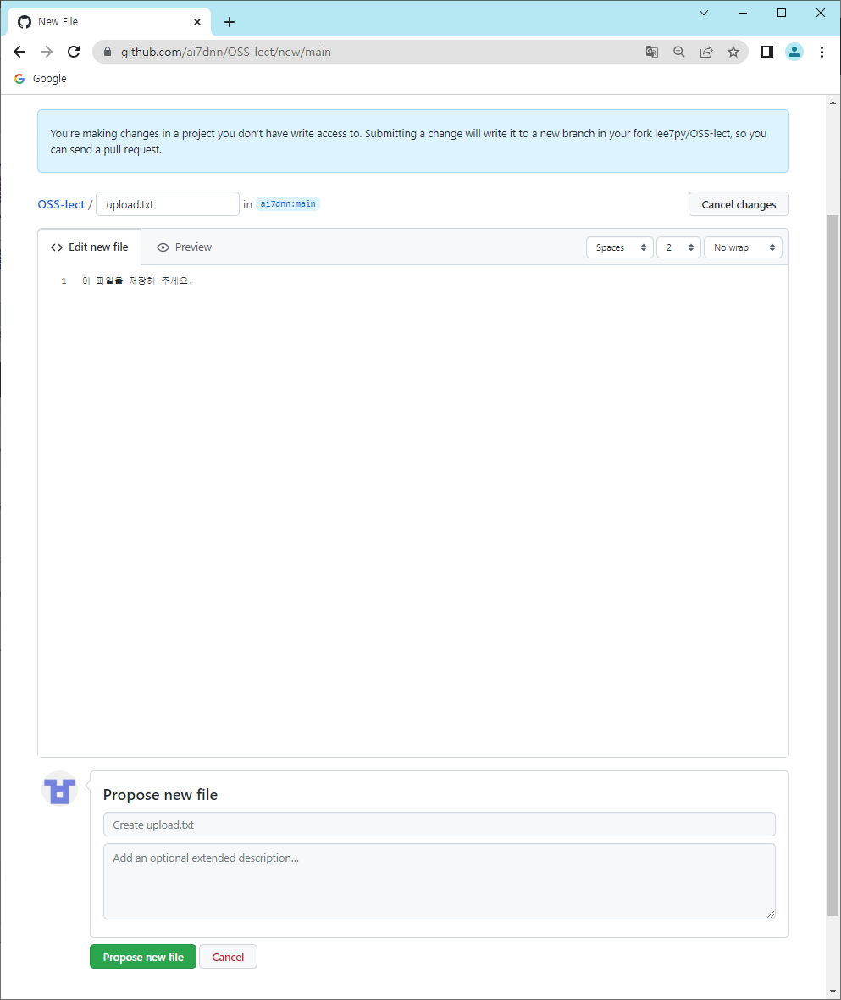 New File
github.com/ai7dnn/OSS-lect/new/main
Google
You're making changes in a project you don't have write access to. Submitting a change will write it to a new branch in your fork lee7py/OSS-lect, so you
can send a pull request.
OSS-lect / upload.txt in ai7dnn:main Cancel changes
Edit new file Preview Spaces 2 No wrap
1 이 파일을 저장해 주세요.
Propose new file
Create upload.txt
Add an optional extended description...
Propose new file Cancel